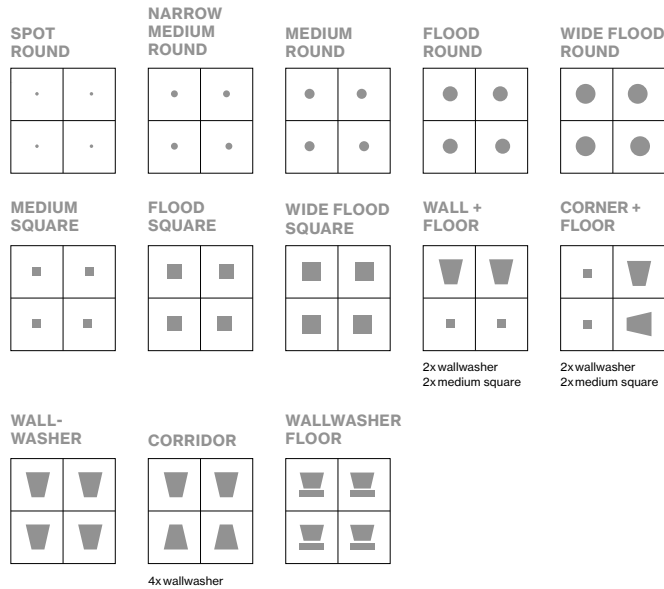 SPOT
ROUND
NARROW
MEDIUM
ROUND
MEDIUM
ROUND
FLOOD
ROUND
WIDE FLOOD
ROUND
MEDIUM
SQUARE
FLOOD
SQUARE
WIDE FLOOD
SQUARE
WALL +
FLOOR
2x wallwasher
2x medium square
CORNER +
FLOOR
2x wallwasher
2x medium square
WALL-
WASHER
CORRIDOR
4x wallwasher
WALLWASHER
FLOOR